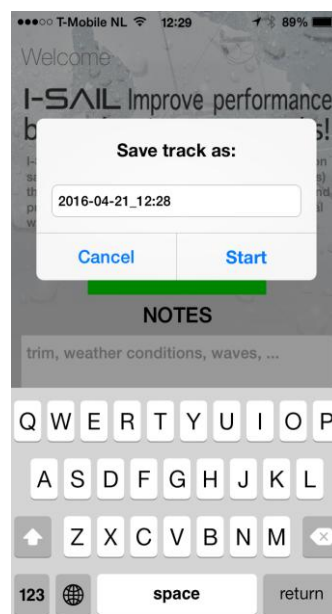 T-Mobile NL 12:29 89%
Welcome
I-SAIL Improve performance
Save track as:
2016-04-21_12:28
Cancel Start
NOTES
trim, weather conditions, waves, ...
Q W E R T Y U I O P
A S D F G H J K L
Z X C V B N M
123 space return